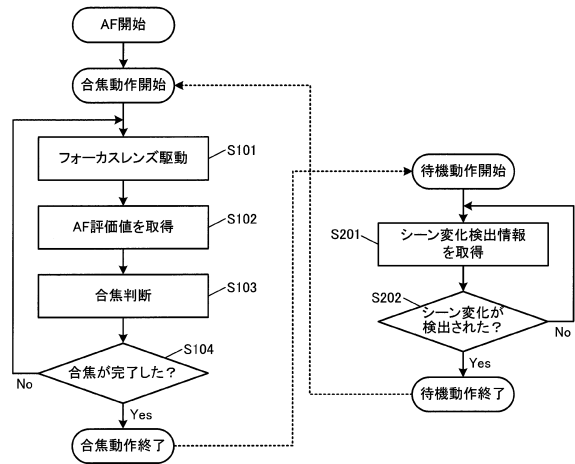 AF開始
合焦動作開始
フォーカスレンズ駆動
S101
AF評価値を取得
S102
合焦判断
S103
合焦が完了した？
S104
No
Yes
合焦動作終了
待機動作開始
S201
シーン変化検出情報
を取得
S202
シーン変化が
検出された？
No
Yes
待機動作終了